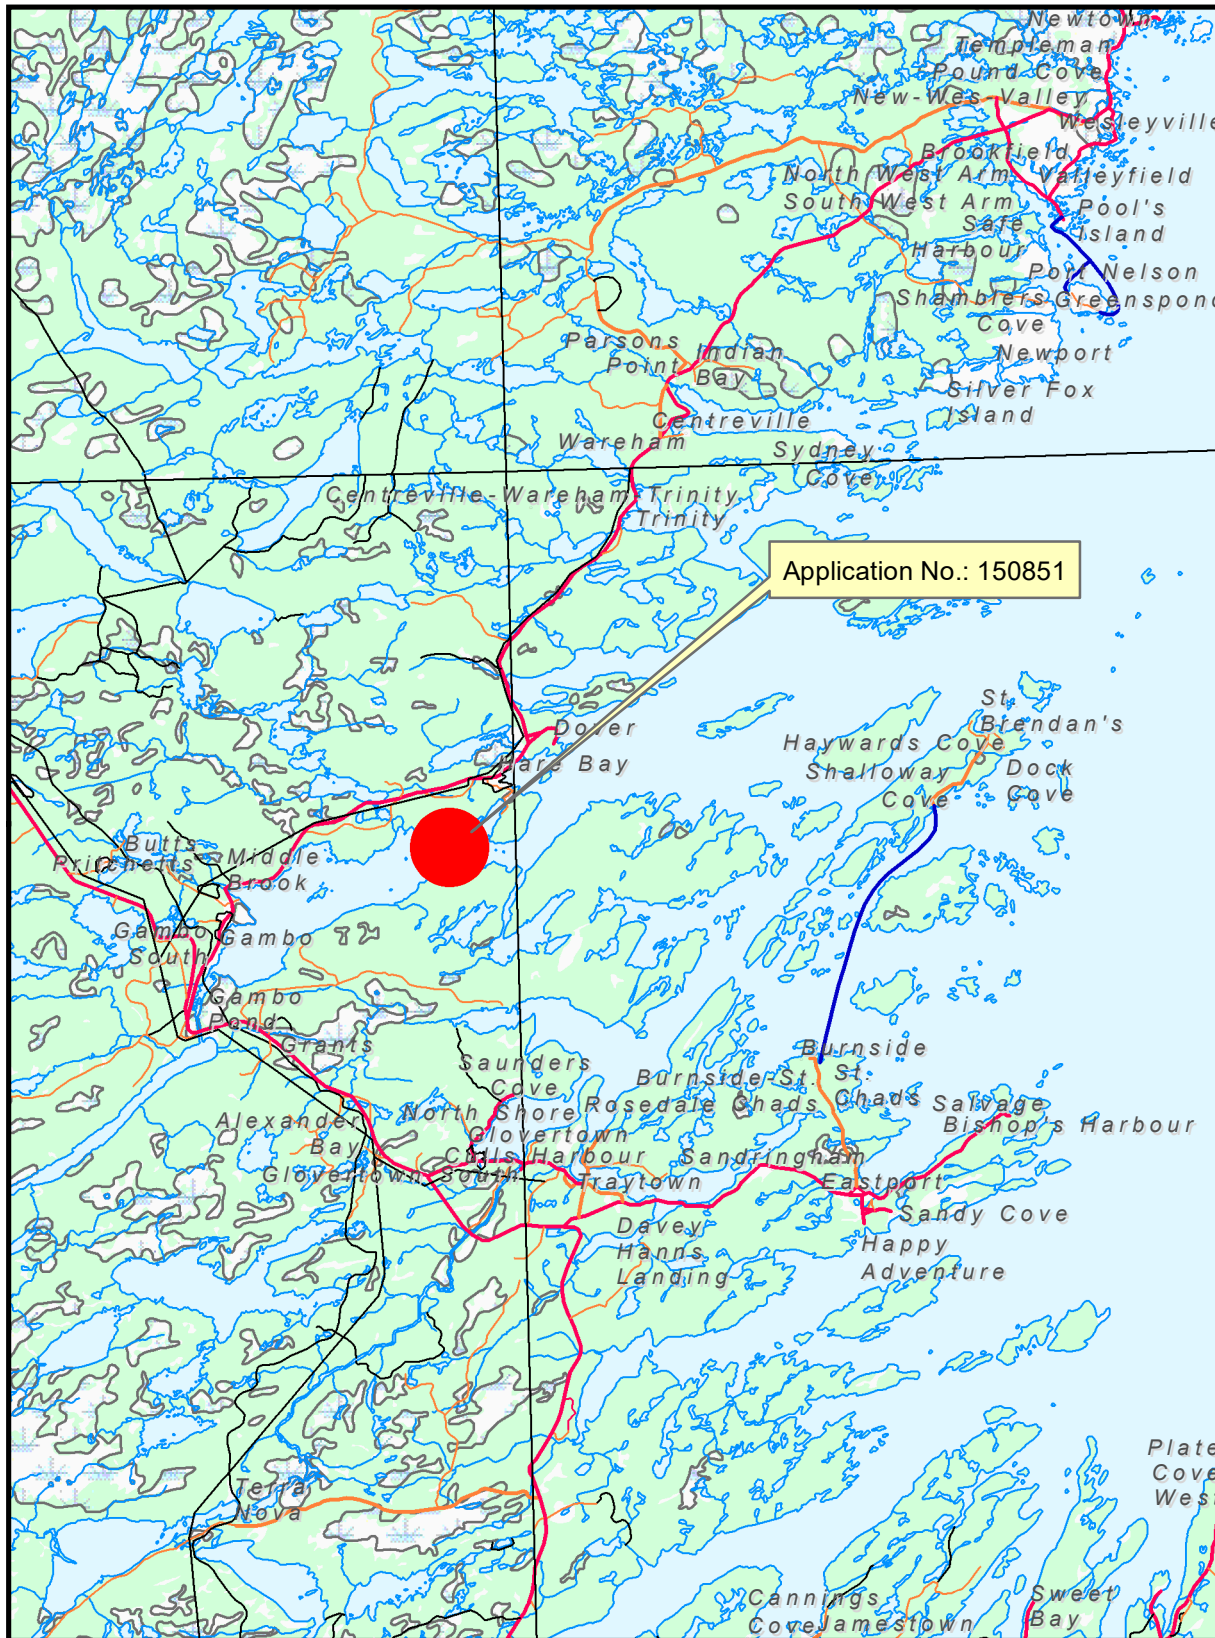 Newtown
Templeman
Pound Cove
New-Wes-Valley
Wesleyville
Brookfield
North West Arm
Valleyfield
South West Arm
Pool's
Island
Safe
Harbour
Port Nelson
Shamblers
Cove
Greenspond
Newport
Parsons
Point
Indian
Bay
Silver Fox
Island
Centreville
Wareham
Sydney
Cove
Centreville-Wareham-Trinity
Trinity
Application No.: 150851
St.
Brendan's
Dover
Haywards Cove
Hare Bay
Shalloway
Cove
Dock
Cove
Butts
Pritchetts
Middle
Brook
Gambo
South
Gambo
Gambo
Pond
Grants
Burnside
Saunders
Cove
Burnside-St.
Chads
St.
Chads
North Shore
Rosedale
Salvage
Bishop's Harbour
Alexander
Bay
Glovertown
Culls Harbour
Sandringham
Glovertown South
Traytown
Eastport
Sandy Cove
Davey
Hanns
Landing
Happy
Adventure
Plate
Cove
West
Terra
Nova
Cannings
Cove
Jamestown
Sweet
Bay